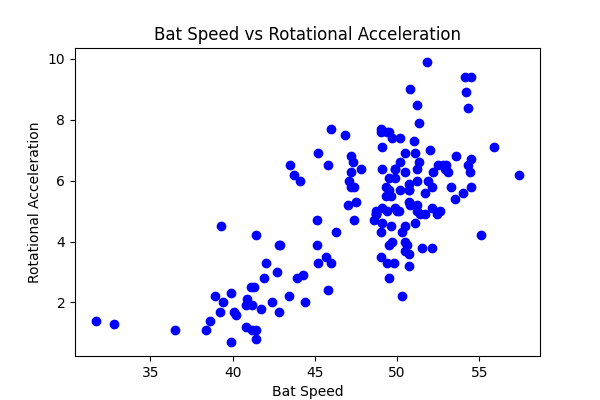 Bat Speed vs Rotational Acceleration
10
8
6
4
2
Rotational Acceleration
35 40 45 50 55
Bat Speed